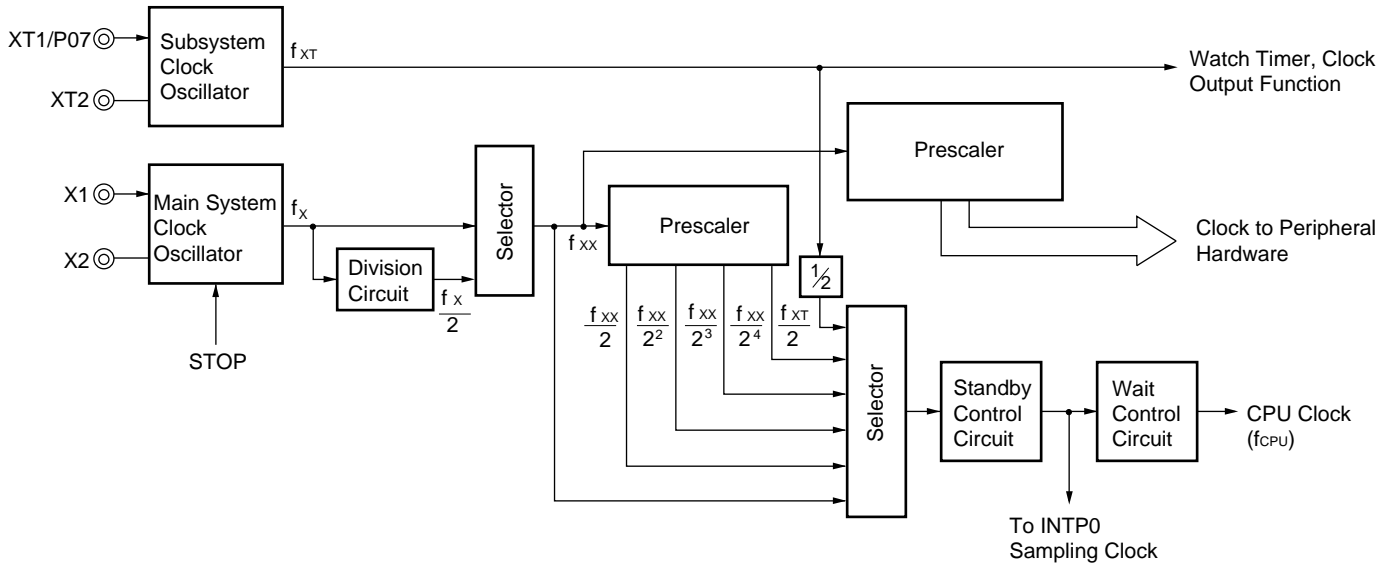 XT1/P07
XT2
Subsystem
Clock
Oscillator
fXT
Watch Timer, Clock
Output Function
X1
X2
Main System
Clock
Oscillator
STOP
fX
Division
Circuit
fX/2
Selector
fXX
Prescaler
Prescaler
Clock to Peripheral
Hardware
1/2
fXX/2
fXX/2²
fXX/2³
fXX/2⁴
fXT/2
Selector
Standby
Control
Circuit
Wait
Control
Circuit
CPU Clock
(fCPU)
To INTP0
Sampling Clock